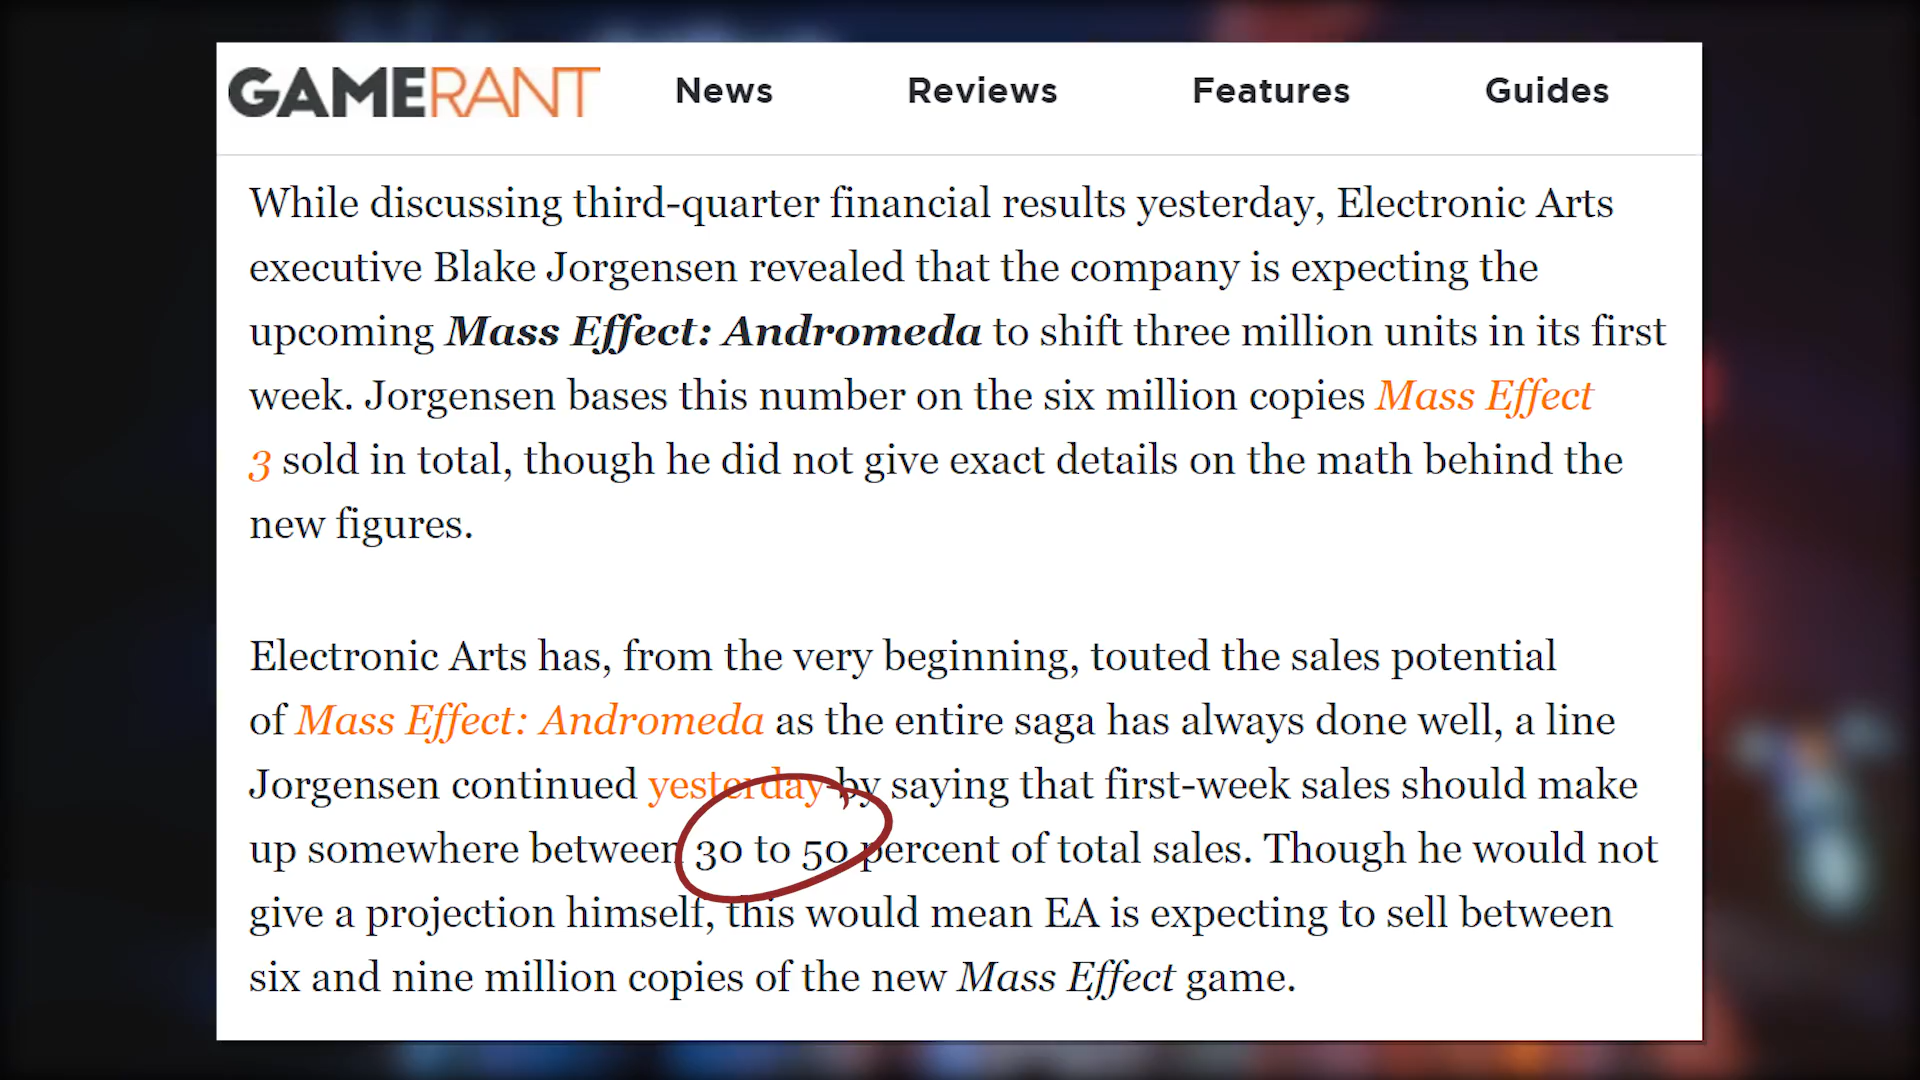 GAMERANT News Reviews Features Guides
While discussing third-quarter financial results yesterday, Electronic Arts
executive Blake Jorgensen revealed that the company is expecting the
upcoming Mass Effect: Andromeda to shift three million units in its first
week. Jorgensen bases this number on the six million copies Mass Effect
3 sold in total, though he did not give exact details on the math behind the
new figures.
Electronic Arts has, from the very beginning, touted the sales potential
of Mass Effect: Andromeda as the entire saga has always done well, a line
Jorgensen continued yesterday by saying that first-week sales should make
up somewhere between 30 to 50 percent of total sales. Though he would not
give a projection himself, this would mean EA is expecting to sell between
six and nine million copies of the new Mass Effect game.